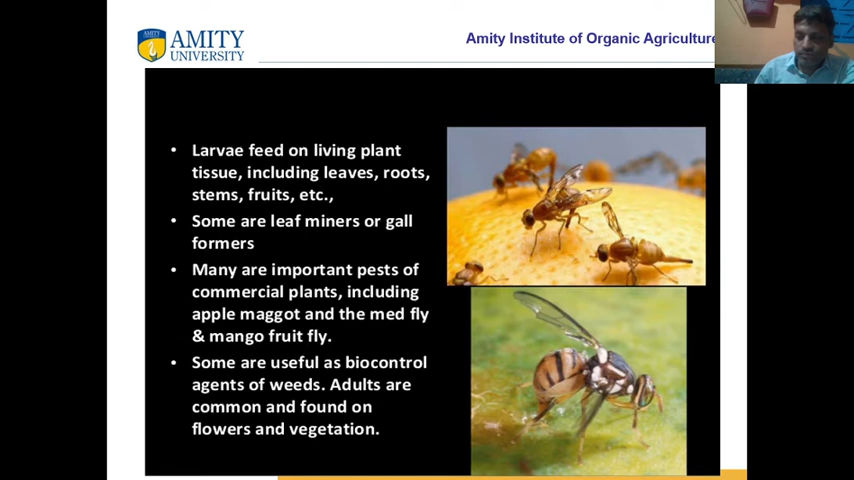 AMITY
AMITY
UNIVERSITY
Amity Institute of Organic Agriculture
• Larvae feed on living plant
tissue, including leaves, roots,
stems, fruits, etc.,
• Some are leaf miners or gall
formers
• Many are important pests of
commercial plants, including
apple maggot and the med fly
& mango fruit fly.
• Some are useful as biocontrol
agents of weeds. Adults are
common and found on
flowers and vegetation.